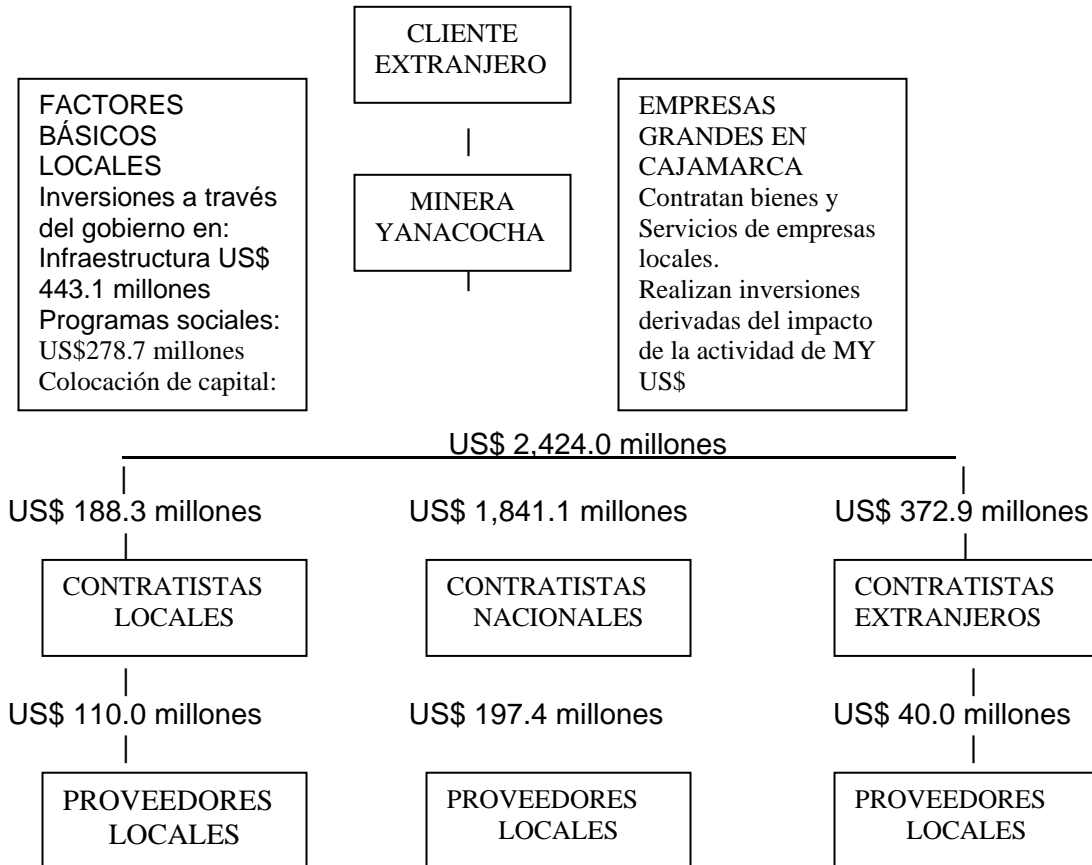 CLIENTE
EXTRANJERO
FACTORES
BÁSICOS
LOCALES
Inversiones a través
del gobierno en:
Infraestructura US$
443.1 millones
Programas sociales:
US$278.7 millones
Colocación de capital:
MINERA
YANACOCHA
EMPRESAS
GRANDES EN
CAJAMARCA
Contratan bienes y
Servicios de empresas
locales.
Realizan inversiones
derivadas del impacto
de la actividad de MY
US$
US$ 2,424.0 millones
US$ 188.3 millones
US$ 1,841.1 millones
US$ 372.9 millones
CONTRATISTAS
LOCALES
CONTRATISTAS
NACIONALES
CONTRATISTAS
EXTRANJEROS
US$ 110.0 millones
US$ 197.4 millones
US$ 40.0 millones
PROVEEDORES
LOCALES
PROVEEDORES
LOCALES
PROVEEDORES
LOCALES